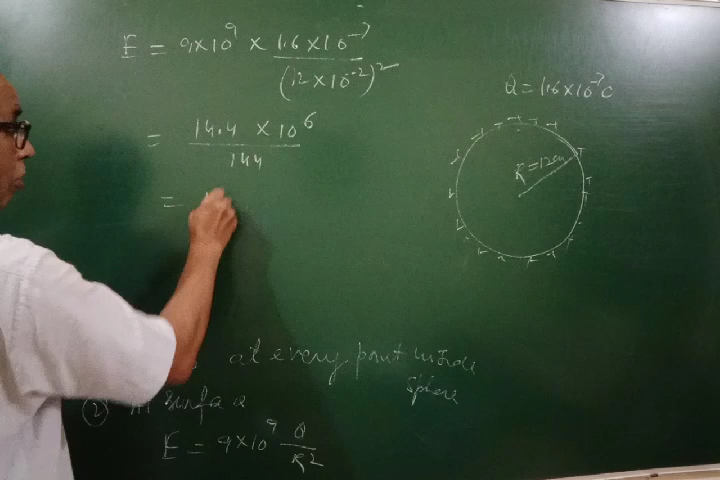 E = 9×10⁹ × 1.6×10⁻⁷ / (12×10⁻²)²
= 14.4 ×10⁶ / 144
=
Q = 1.6×10⁻⁷C
R=12cm
at every point inside
sphere
(2) At surface
E = 9×10⁹ Q / R²